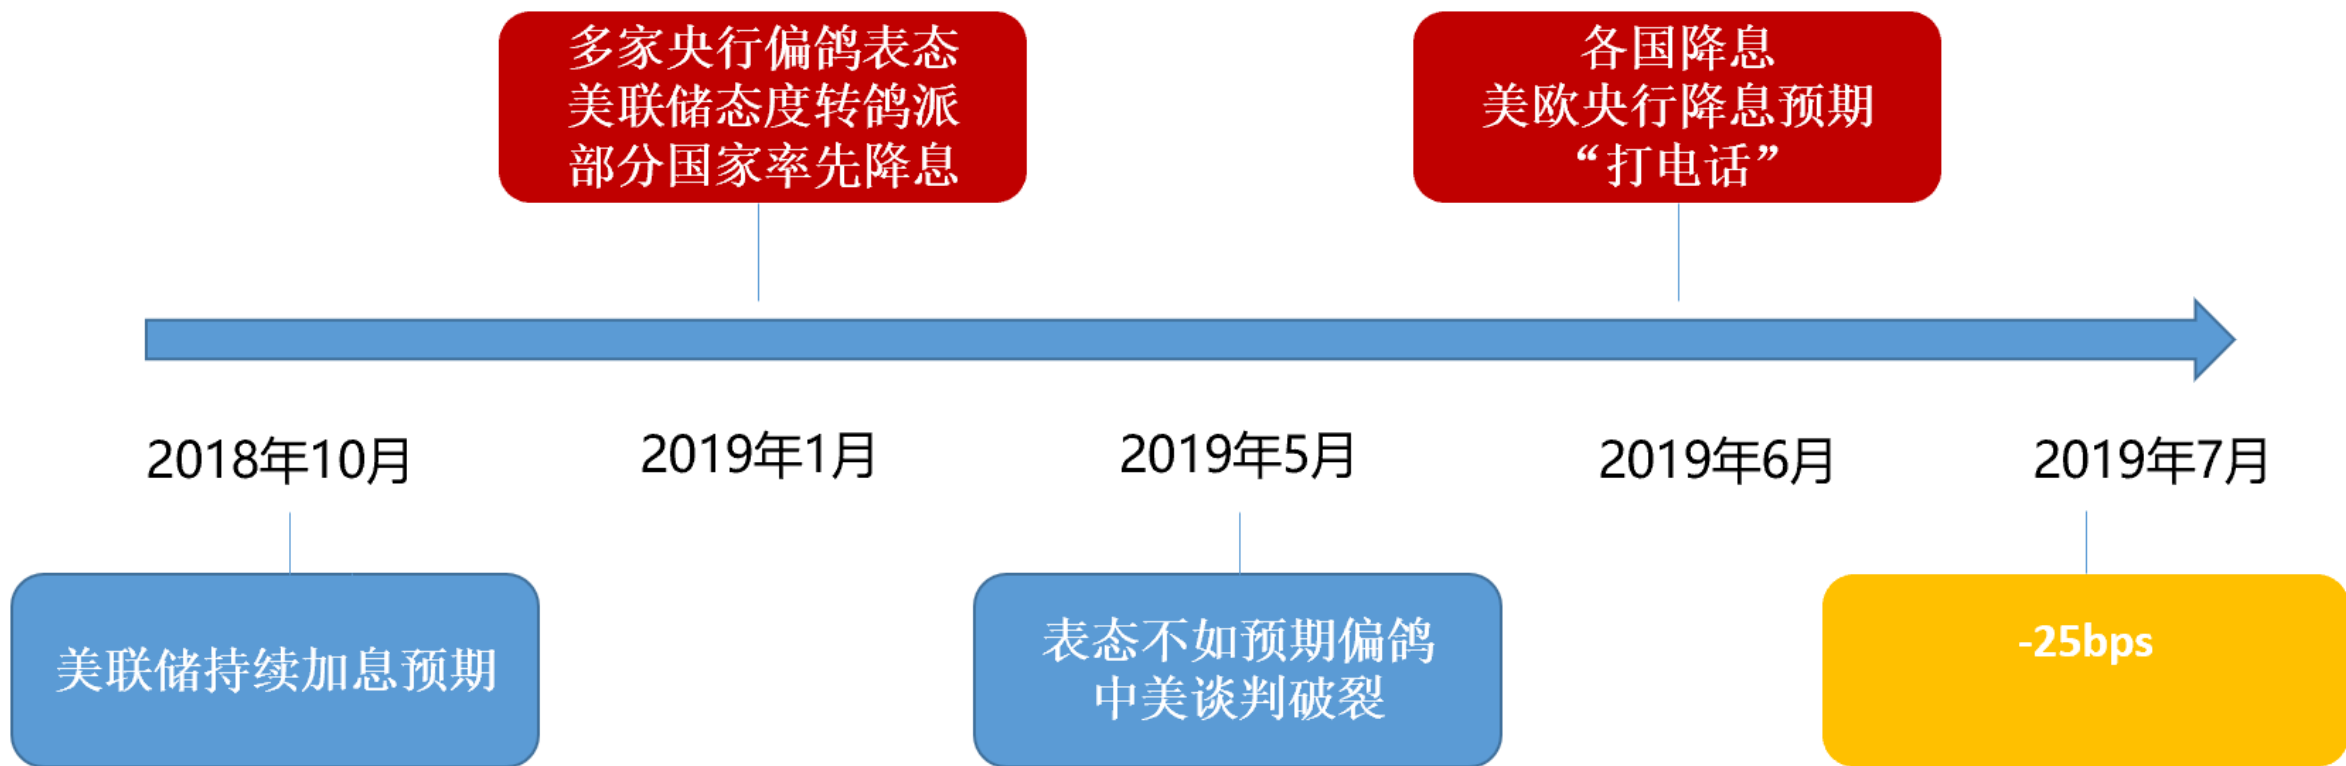 多家央行偏鸽表态
美联储态度转鸽派
部分国家率先降息
各国降息
美欧央行降息预期
“打电话”
2018年10月
2019年1月
2019年5月
2019年6月
2019年7月
美联储持续加息预期
表态不如预期偏鸽
中美谈判破裂
-25bps